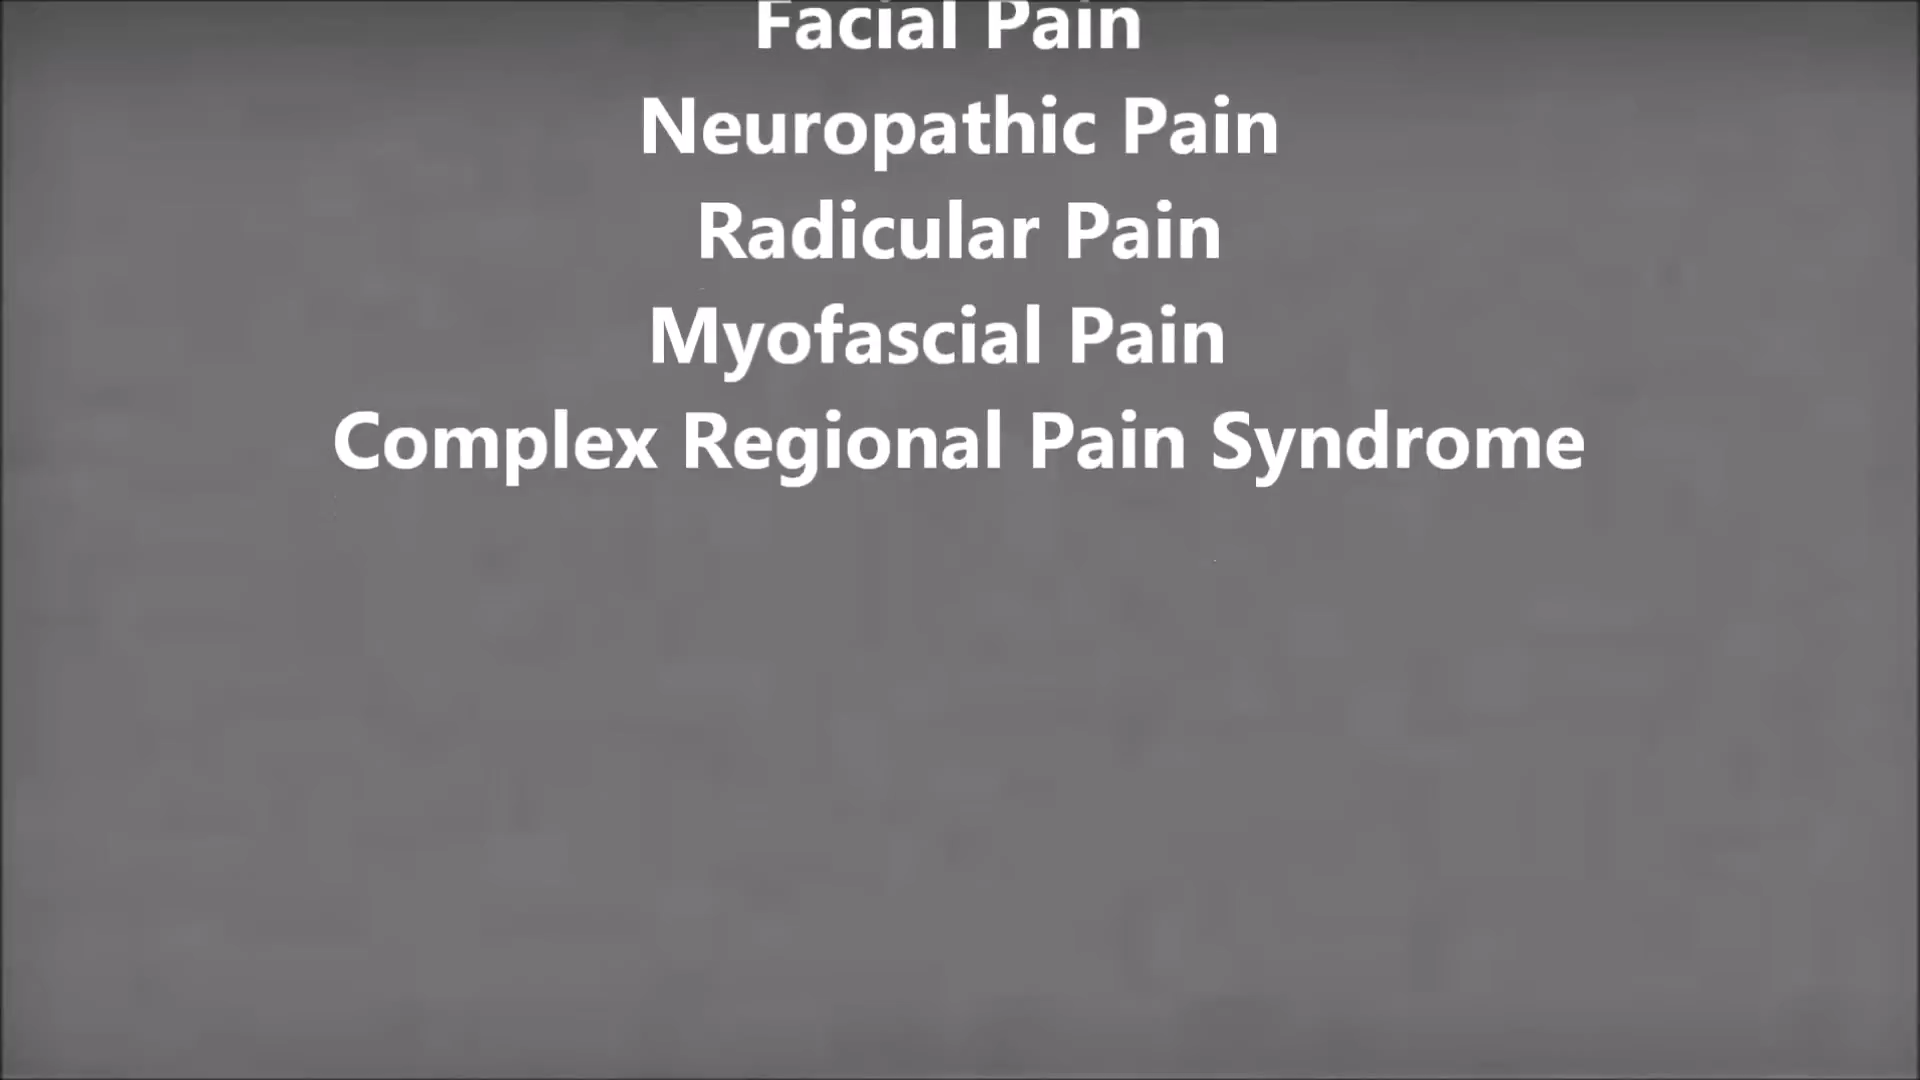 Facial Pain
Neuropathic Pain
Radicular Pain
Myofascial Pain
Complex Regional Pain Syndrome